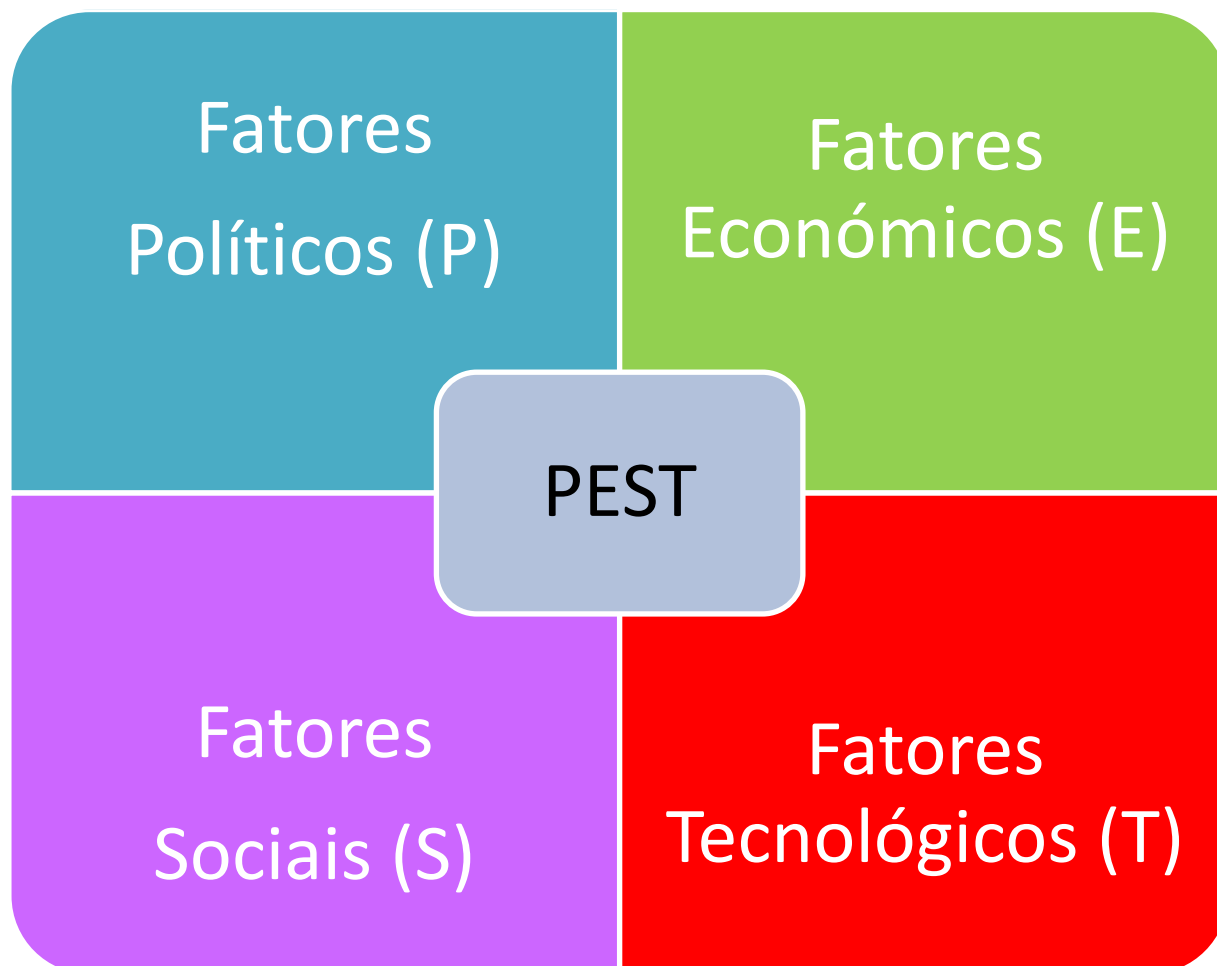 Fatores
Políticos (P)
Fatores
Económicos (E)
PEST
Fatores
Sociais (S)
Fatores
Tecnológicos (T)